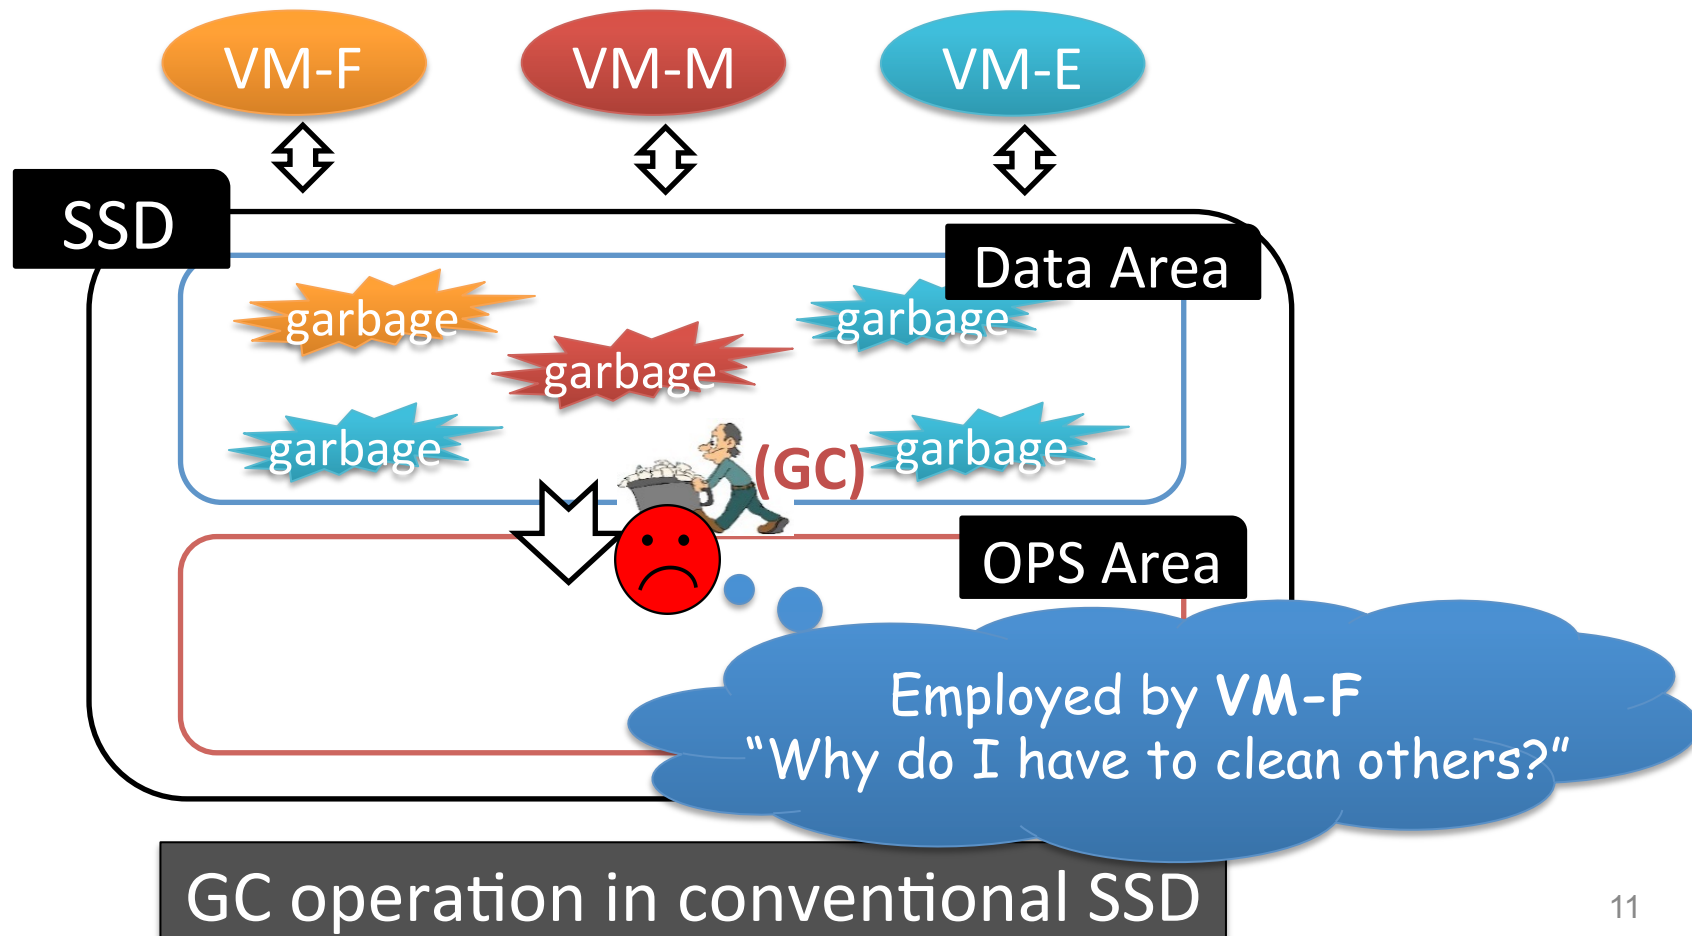 VM-F
VM-M
VM-E
SSD
Data Area
garbage
garbage
garbage
garbage
(GC)
garbage
OPS Area
Employed by VM-F
“Why do I have to clean others?”
GC operation in conventional SSD
11